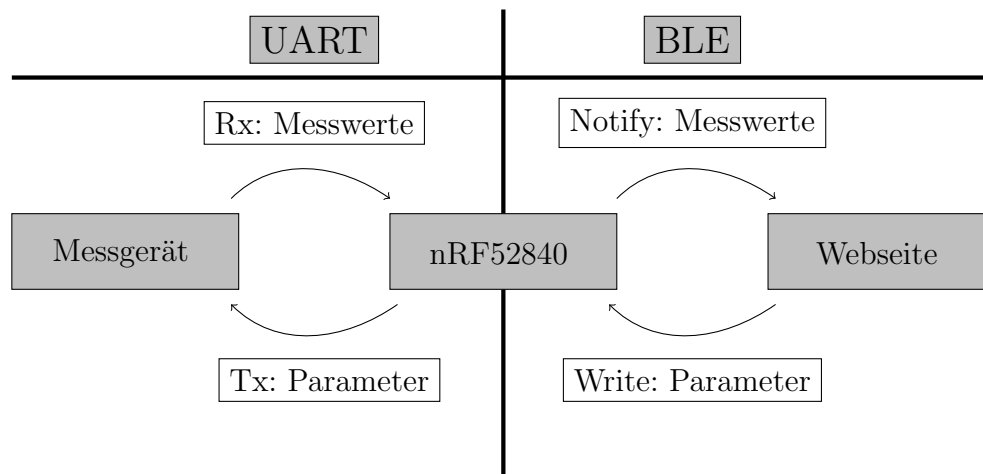 UART
BLE
Rx: Messwerte
Notify: Messwerte
Messgerät
nRF52840
Webseite
Tx: Parameter
Write: Parameter